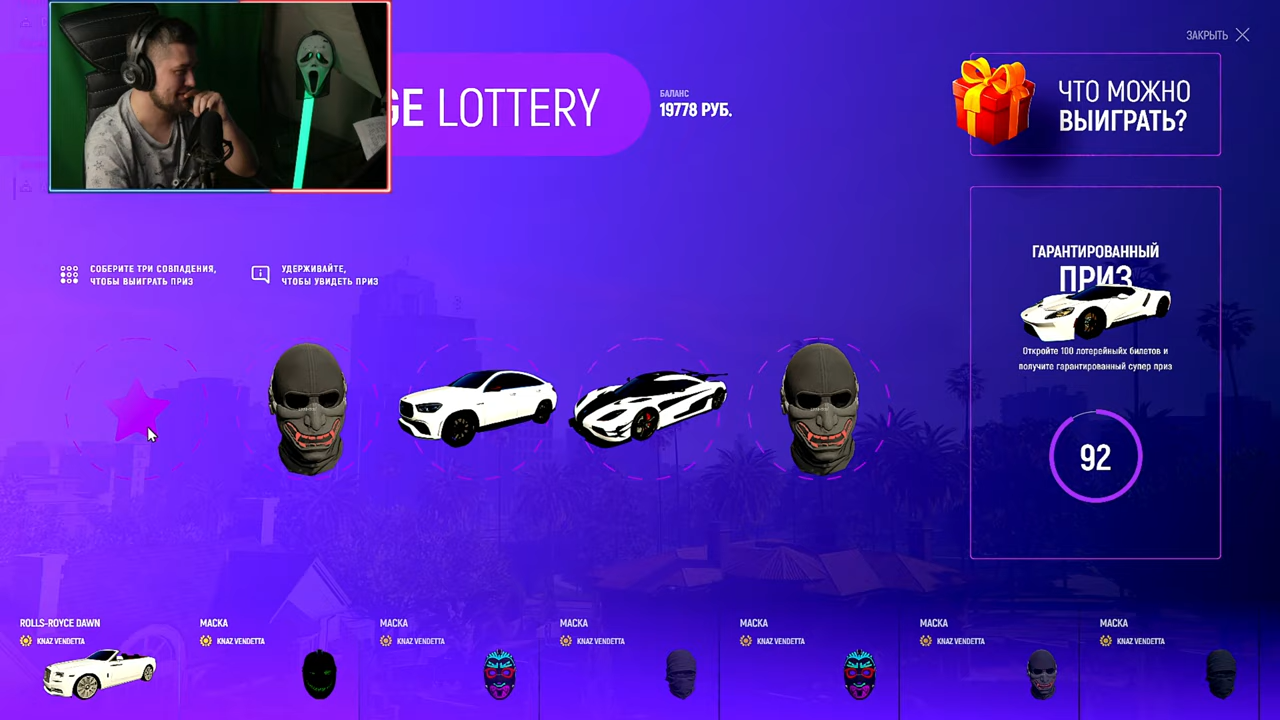 ЗАКРЫТЬ
GE LOTTERY
БАЛАНС
19778 РУБ.
ЧТО МОЖНО
ВЫИГРАТЬ?
СОБЕРИТЕ ТРИ СОВПАДЕНИЯ,
ЧТОБЫ ВЫИГРАТЬ ПРИЗ
УДЕРЖИВАЙТЕ,
ЧТОБЫ УВИДЕТЬ ПРИЗ
ГАРАНТИРОВАННЫЙ
ПРИЗ
Откройте 100 лотерейныйх билетов и
получите гарантированный супер приз
92
ROLLS-ROYCE DAWN
KNAZ VENDETTA
МАСКА
KNAZ VENDETTA
МАСКА
KNAZ VENDETTA
МАСКА
KNAZ VENDETTA
МАСКА
KNAZ VENDETTA
МАСКА
KNAZ VENDETTA
МАСКА
KNAZ VENDETTA